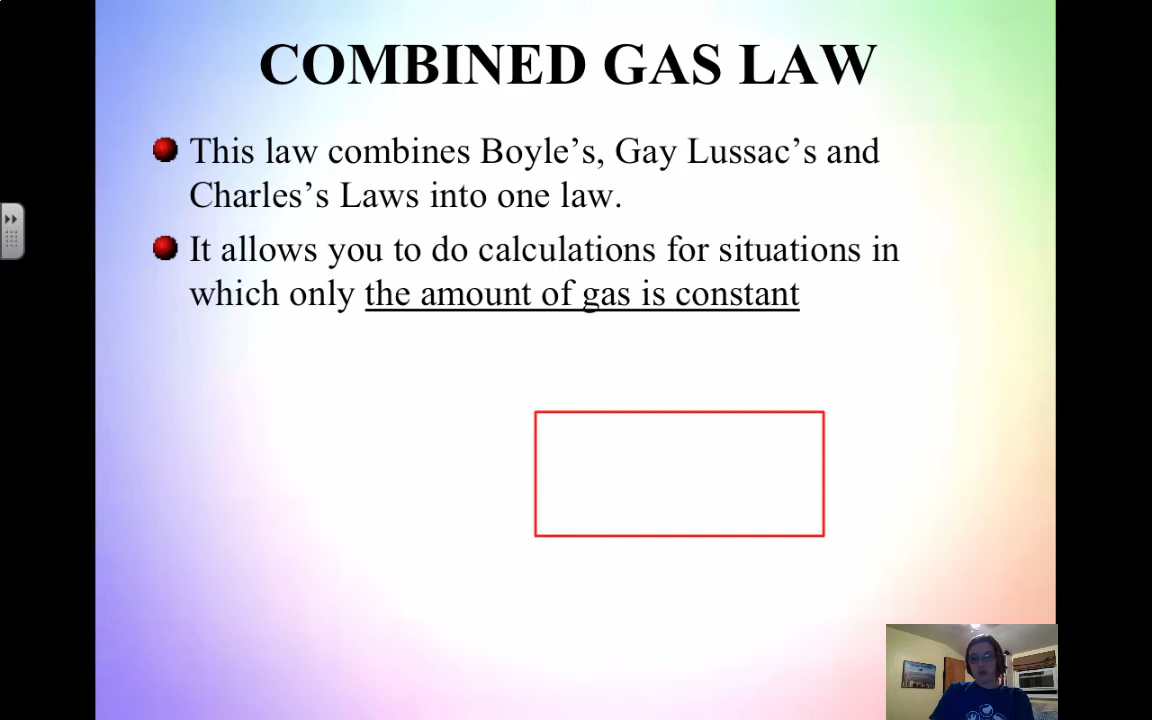 COMBINED GAS LAW
This law combines Boyle’s, Gay Lussac’s and
Charles’s Laws into one law.
It allows you to do calculations for situations in
which only the amount of gas is constant